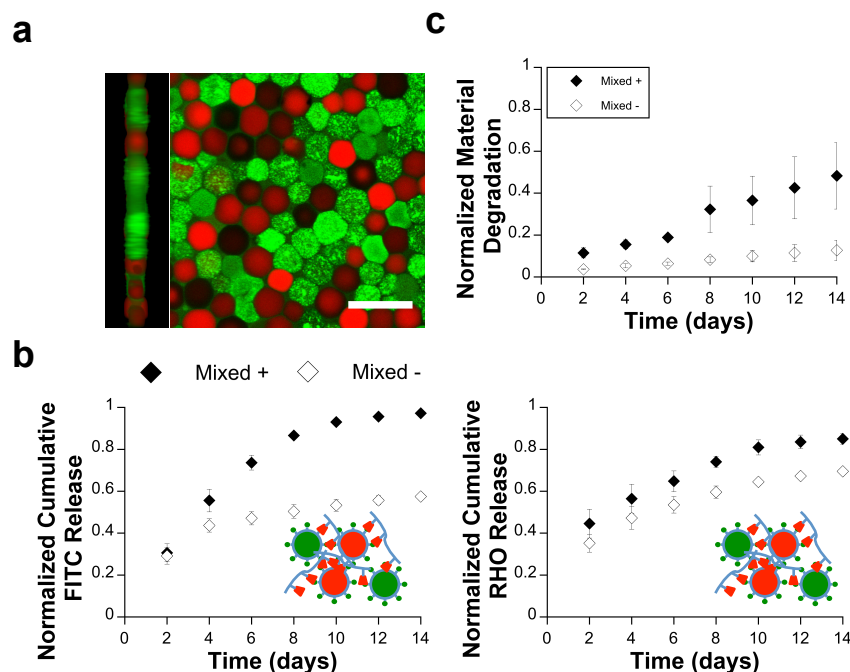 a
c
Mixed +
Mixed -
Normalized Material
Degradation
1
0.8
0.6
0.4
0.2
0
0 2 4 6 8 10 12 14
Time (days)
b
Mixed + Mixed -
Normalized Cumulative
FITC Release
1
0.8
0.6
0.4
0.2
0
0 2 4 6 8 10 12 14
Time (days)
Normalized Cumulative
RHO Release
1
0.8
0.6
0.4
0.2
0
0 2 4 6 8 10 12 14
Time (days)